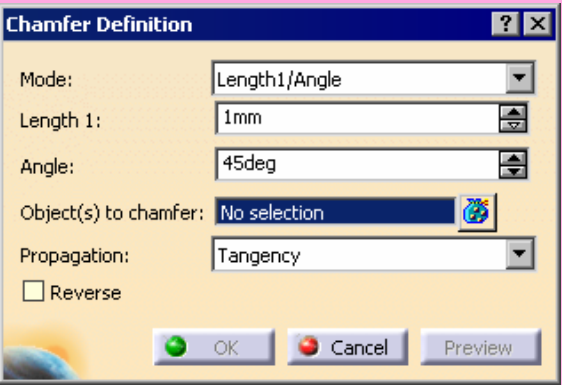 Chamfer Definition
Mode: Length1/Angle
Length 1: 1mm
Angle: 45deg
Object(s) to chamfer: No selection
Propagation: Tangency
Reverse
OK Cancel Preview